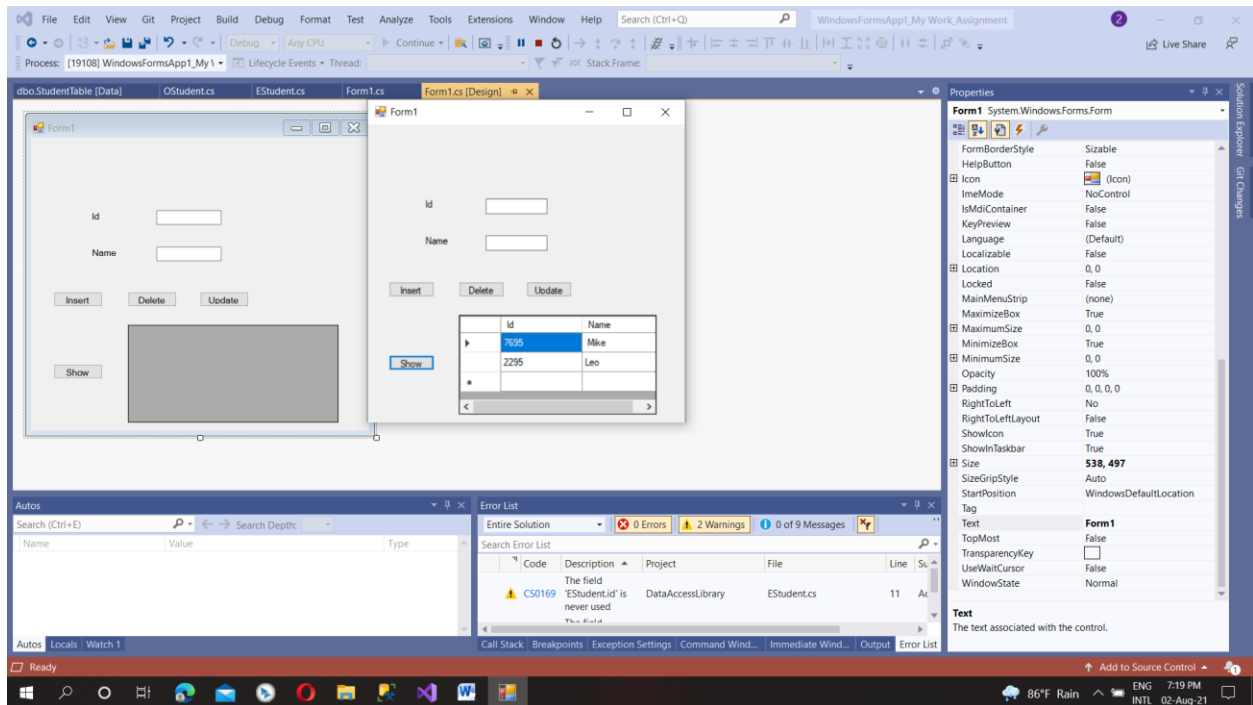 File Edit View Git Project Build Debug Format Test Analyze Tools Extensions Window Help Search (Ctrl+Q) WindowsFormsApp1_My Work_Assignment 2
Debug Any CPU Continue Live Share
Process: [19108] WindowsFormsApp1_My \ Lifecycle Events Thread: Stack Frame:
dbo.StudentTable [Data] OStudent.cs EStudent.cs Form1.cs Form1.cs [Design]
Form1
Id
Name
Insert Delete Update
Show
Form1
Id
Name
Insert Delete Update
Show
Id Name
7695 Mike
2295 Leo
Properties
Form1 System.Windows.Forms.Form
FormBorderStyle Sizable
HelpButton False
Icon (Icon)
ImeMode NoControl
IsMdiContainer False
KeyPreview False
Language (Default)
Localizable False
Location 0, 0
Locked False
MainMenuStrip (none)
MaximizeBox True
MaximumSize 0, 0
MinimizeBox True
MinimumSize 0, 0
Opacity 100%
Padding 0, 0, 0, 0
RightToLeft No
RightToLeftLayout False
ShowIcon True
ShowInTaskbar True
Size 538, 497
SizeGripStyle Auto
StartPosition WindowsDefaultLocation
Tag
Text Form1
TopMost False
TransparencyKey
UseWaitCursor False
WindowState Normal
Text
The text associated with the control.
Solution Explorer
Git Changes
Autos
Search (Ctrl+E) Search Depth:
Name Value Type
Autos Locals Watch 1
Error List
Entire Solution 0 Errors 2 Warnings 0 of 9 Messages
Search Error List
Code Description Project File Line Su
CS0169 The field 'EStudent.id' is never used DataAccessLibrary EStudent.cs 11 Ac
Call Stack Breakpoints Exception Settings Command Wind... Immediate Wind... Output Error List
Ready Add to Source Control 1
86°F Rain ENG INTL 7:19 PM 02-Aug-21